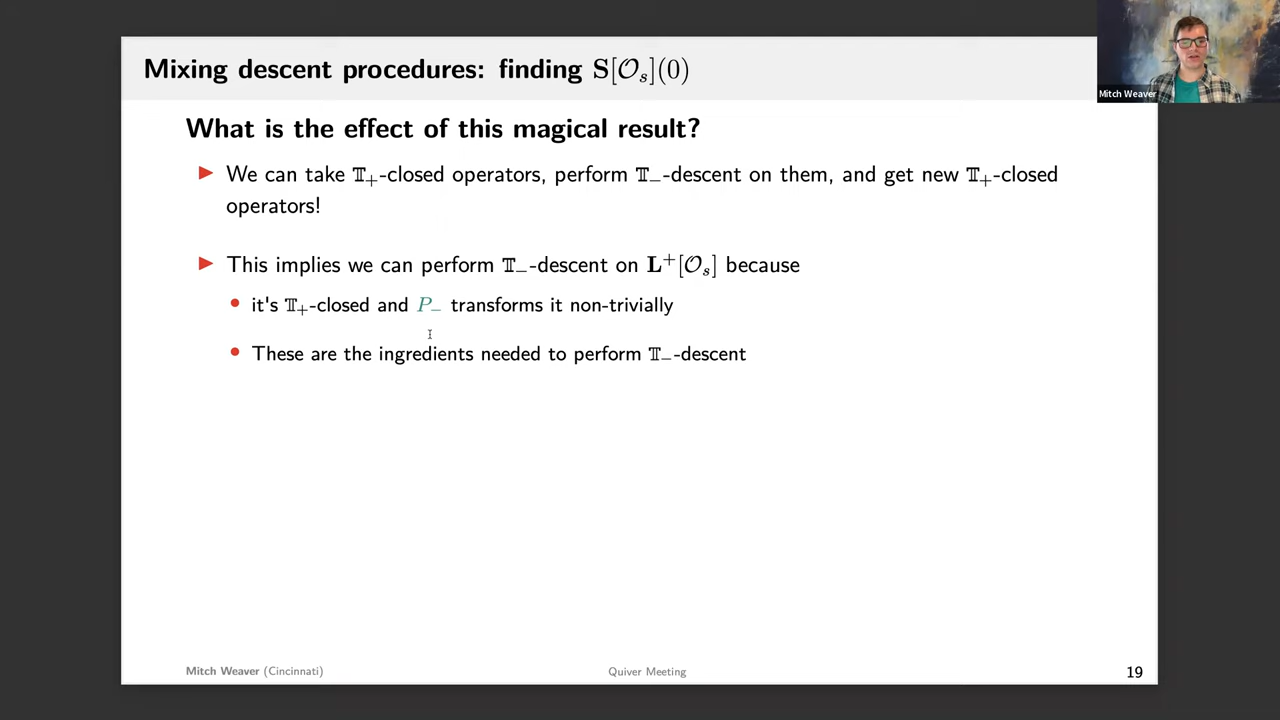 Mixing descent procedures: finding S[𝒪ₛ](0)
Mitch Weaver
What is the effect of this magical result?
▶ We can take 𝕋₊-closed operators, perform 𝕋₋-descent on them, and get new 𝕋₊-closed
operators!
▶ This implies we can perform 𝕋₋-descent on L⁺[𝒪ₛ] because
• it's 𝕋₊-closed and P₋ transforms it non-trivially
• These are the ingredients needed to perform 𝕋₋-descent
Mitch Weaver (Cincinnati)
Quiver Meeting
19